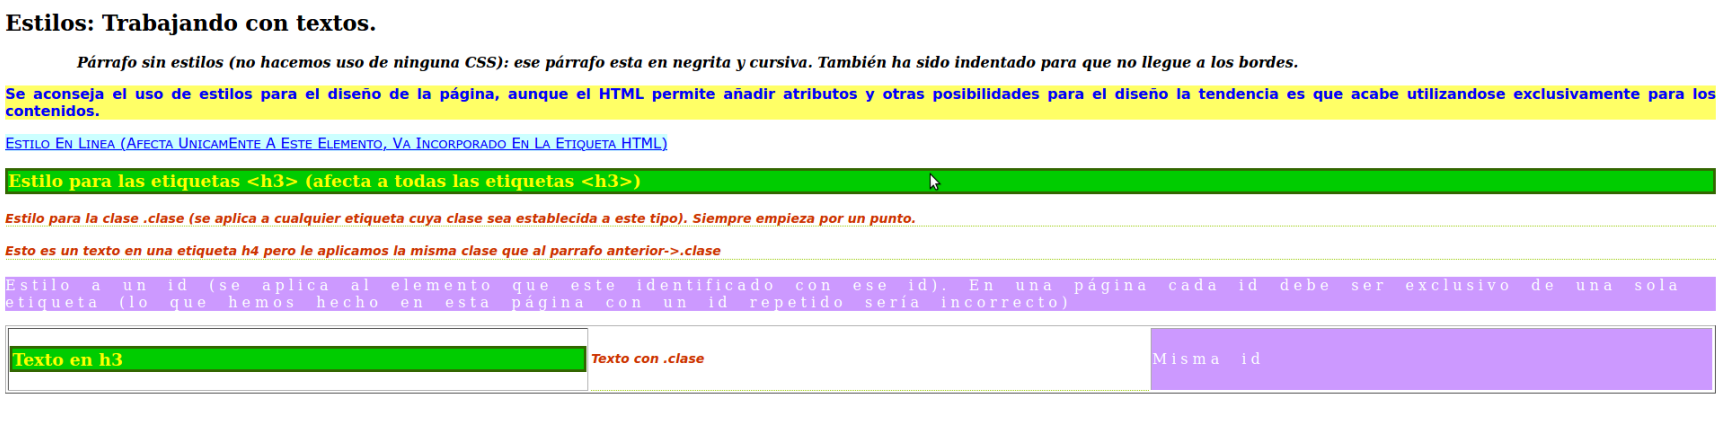 Estilos: Trabajando con textos.
Párrafo sin estilos (no hacemos uso de ninguna CSS): ese párrafo esta en negrita y cursiva. También ha sido indentado para que no llegue a los bordes.
Se aconseja el uso de estilos para el diseño de la página, aunque el HTML permite añadir atributos y otras posibilidades para el diseño la tendencia es que acabe utilizandose exclusivamente para los
contenidos.
Estilo En Linea (Afecta UnicamEnte A Este Elemento, Va Incorporado En La Etiqueta HTML)
Estilo para las etiquetas <h3> (afecta a todas las etiquetas <h3>)
Estilo para la clase .clase (se aplica a cualquier etiqueta cuya clase sea establecida a este tipo). Siempre empieza por un punto.
Esto es un texto en una etiqueta h4 pero le aplicamos la misma clase que al parrafo anterior->.clase
Estilo a un id (se aplica al elemento que este identificado con ese id). En una página cada id debe ser exclusivo de una sola
etiqueta (lo que hemos hecho en esta página con un id repetido sería incorrecto)
Texto en h3
Texto con .clase
Misma id